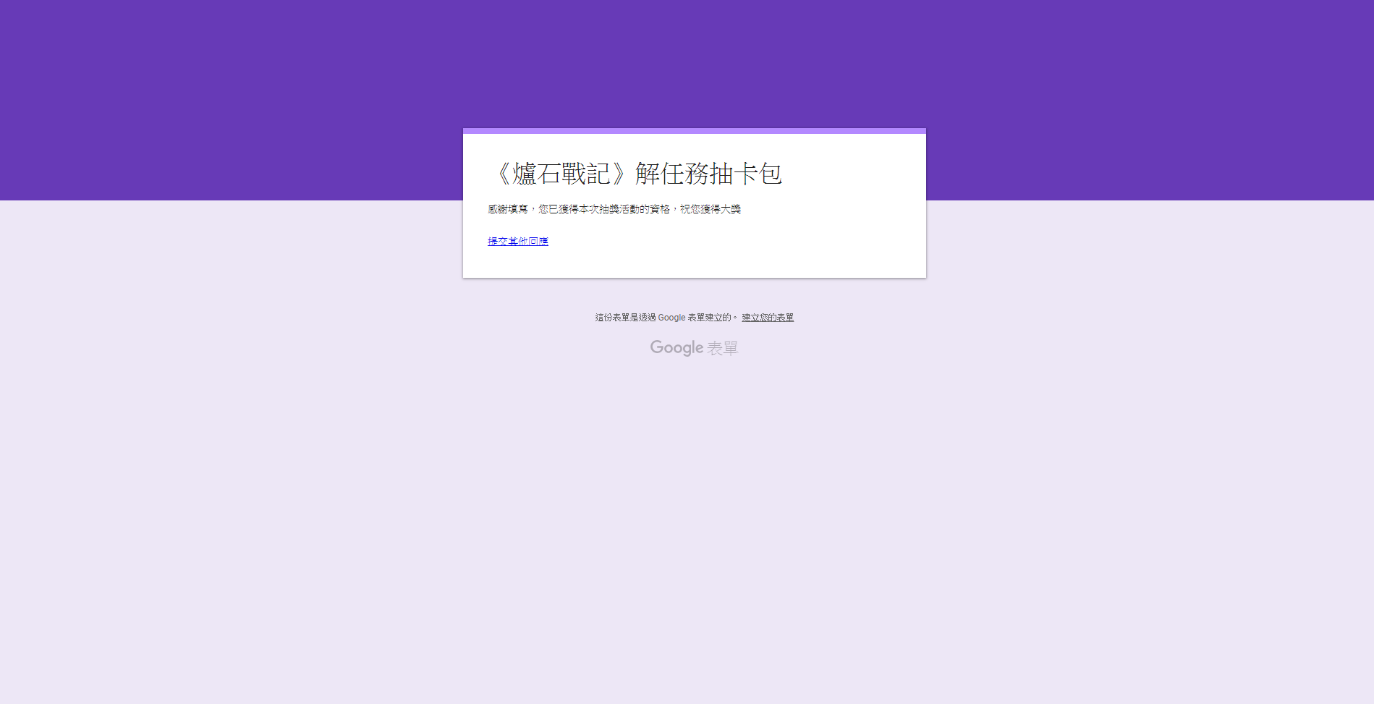 《爐石戰記》解任務抽卡包
感謝填寫，您已獲得本次抽獎活動的資格，祝您獲得大獎
提交其他回應
這份表單是透過 Google 表單建立的。 建立您的表單
Google 表單